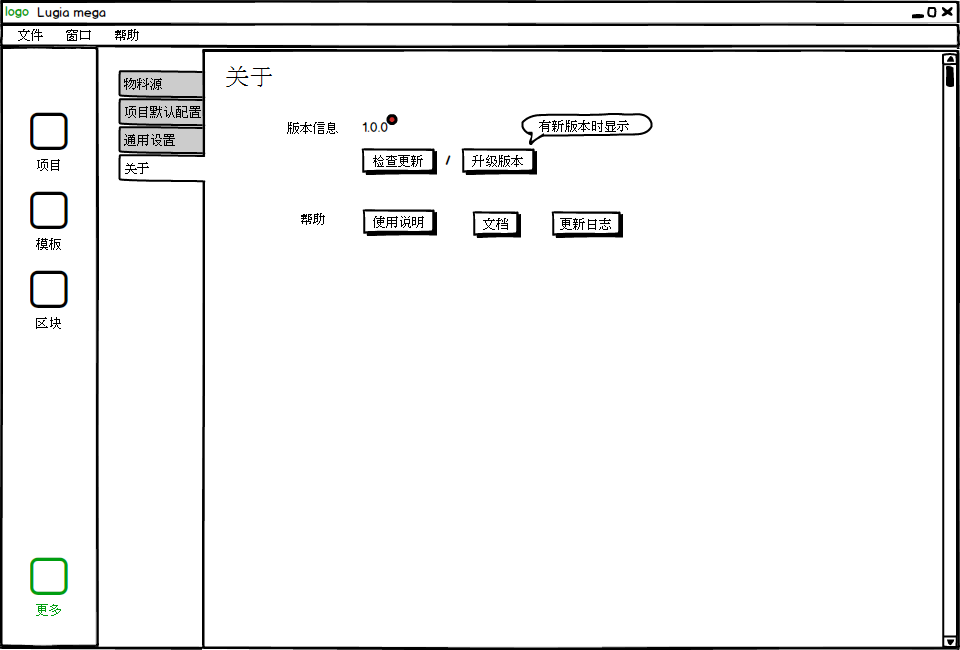 logo Lugia mega
文件 窗口 帮助
项目
模板
区块
更多
物料源
项目默认配置
通用设置
关于
关于
版本信息 1.0.0
有新版本时显示
检查更新 / 升级版本
帮助 使用说明 文档 更新日志